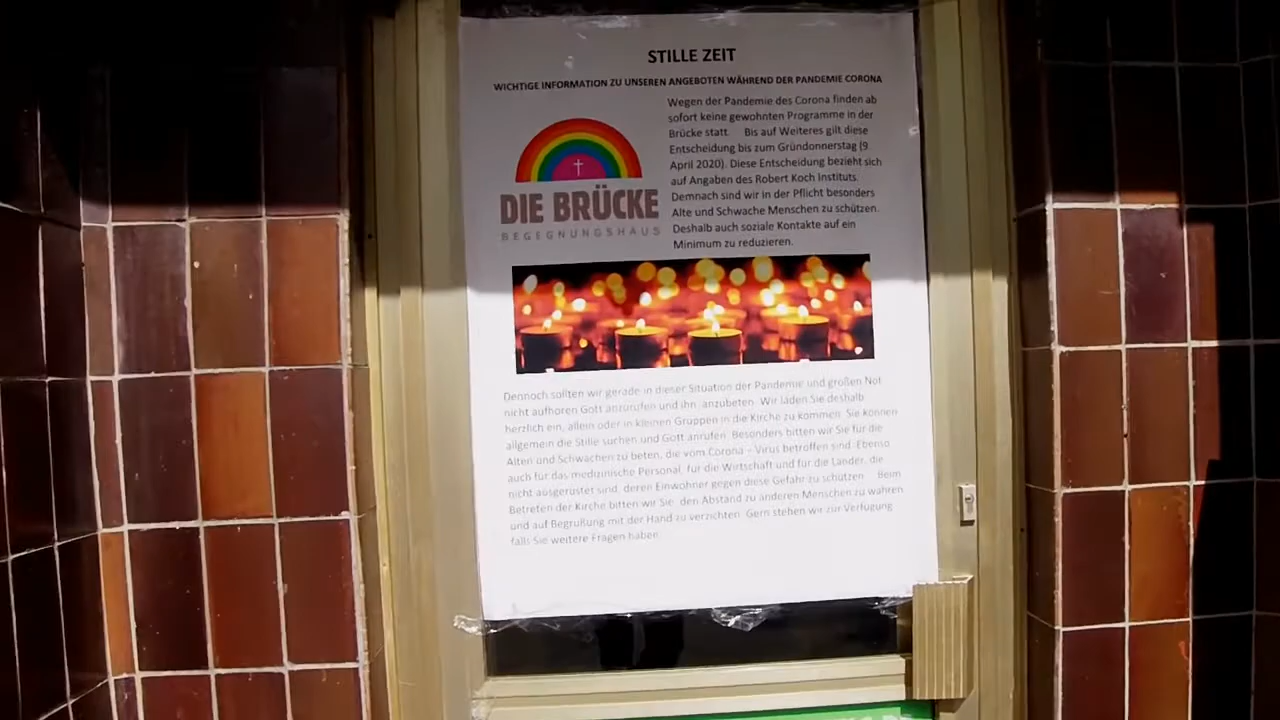 STILLE ZEIT
WICHTIGE INFORMATION ZU UNSEREN ANGEBOTEN WÄHREND DER PANDEMIE CORONA
Wegen der Pandemie des Corona finden ab
sofort keine gewohnten Programme in der
Brücke statt. Bis auf Weiteres gilt diese
Entscheidung bis zum Gründonnerstag (9
April 2020). Diese Entscheidung bezieht sich
auf Angaben des Robert Koch Instituts.
Demnach sind wir in der Pflicht besonders
Alte und Schwache Menschen zu schützen.
Deshalb auch soziale Kontakte auf ein
Minimum zu reduzieren.
DIE BRÜCKE
BEGEGNUNGSHAUS
Dennoch sollten wir gerade in dieser Situation der Pandemie und großen Not
nicht aufhören Gott anzurufen und ihn anzubeten. Wir laden Sie deshalb
herzlich ein, allein oder in kleinen Gruppen in die Kirche zu kommen. Sie können
allgemein die Stille suchen und Gott anrufen. Besonders bitten wir Sie für die
Alten und Schwachen zu beten, die vom Corona – Virus betroffen sind. Ebenso
auch für das medizinische Personal, für die Wirtschaft und für die Länder, die
nicht ausgerüstet sind, deren Einwohner gegen diese Gefahr zu schützen. Beim
Betreten der Kirche bitten wir Sie, den Abstand zu anderen Menschen zu wahren
und auf Begrüßung mit der Hand zu verzichten. Gern stehen wir zur Verfügung
falls Sie weitere Fragen haben.